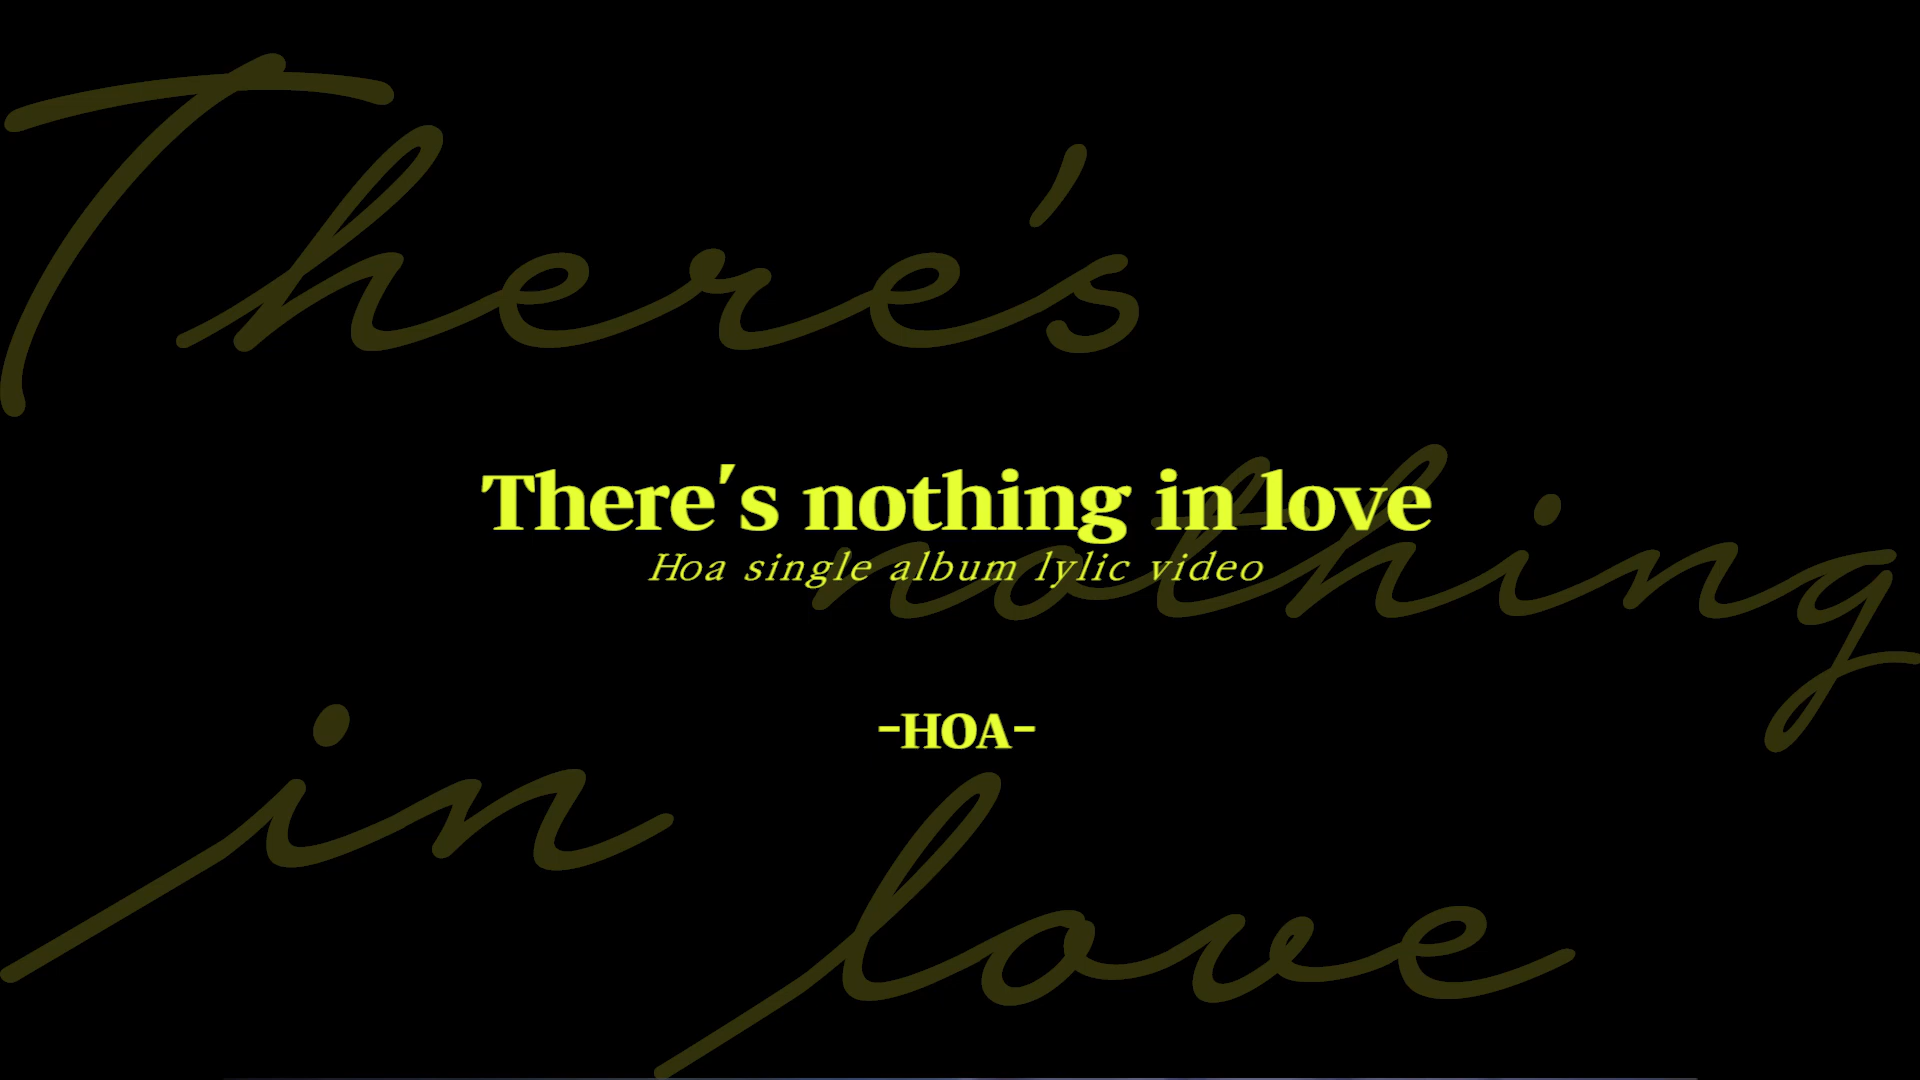 There's
There's nothing in love
nothing
Hoa single album lylic video
-HOA-
in
love